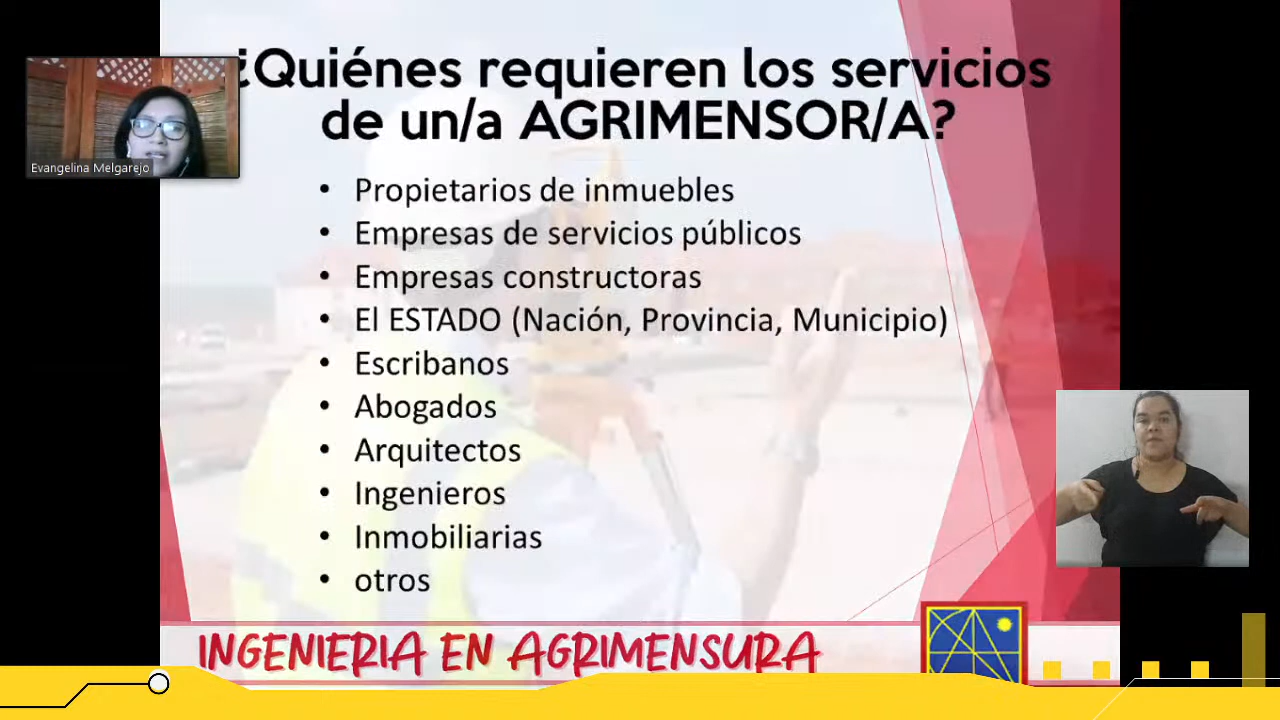 ¿Quiénes requieren los servicios
de un/a AGRIMENSOR/A?
Evangelina Melgarejo
• Propietarios de inmuebles
• Empresas de servicios públicos
• Empresas constructoras
• El ESTADO (Nación, Provincia, Municipio)
• Escribanos
• Abogados
• Arquitectos
• Ingenieros
• Inmobiliarias
• otros
INGENIERIA EN AGRIMENSURA